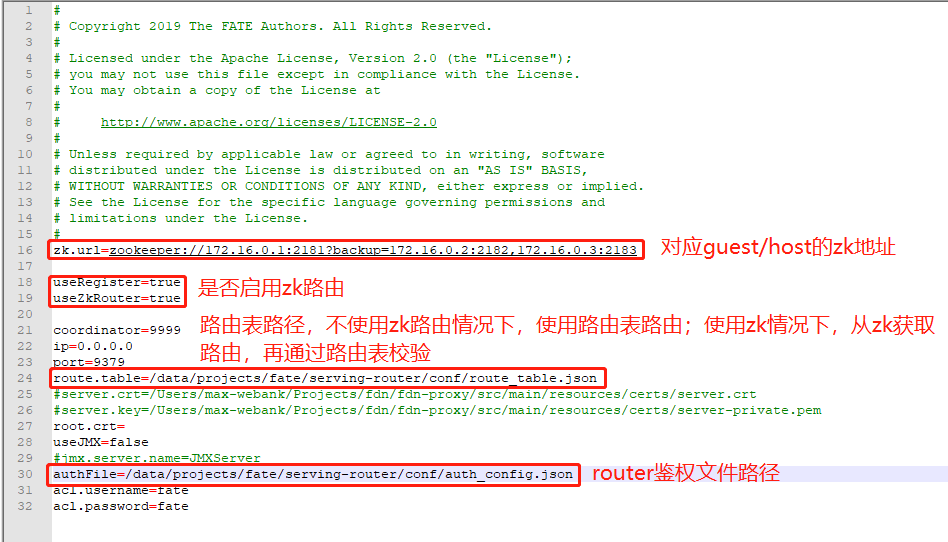 1 #
2 # Copyright 2019 The FATE Authors. All Rights Reserved.
3 #
4 # Licensed under the Apache License, Version 2.0 (the "License");
5 # you may not use this file except in compliance with the License.
6 # You may obtain a copy of the License at
7 #
8 #     http://www.apache.org/licenses/LICENSE-2.0
9 #
10 # Unless required by applicable law or agreed to in writing, software
11 # distributed under the License is distributed on an "AS IS" BASIS,
12 # WITHOUT WARRANTIES OR CONDITIONS OF ANY KIND, either express or implied.
13 # See the License for the specific language governing permissions and
14 # limitations under the License.
15 #
16 zk.url=zookeeper://172.16.0.1:2181?backup=172.16.0.2:2182,172.16.0.3:2183 对应guest/host的zk地址
17
18 useRegister=true 是否启用zk路由
19 useZkRouter=true
20
21 coordinator=9999 路由表路径，不使用zk路由情况下，使用路由表路由；使用zk情况下，从zk获取
22 ip=0.0.0.0 路由，再通过路由表校验
23 port=9379
24 route.table=/data/projects/fate/serving-router/conf/route_table.json
25 #server.crt=/Users/max-webank/Projects/fdn/fdn-proxy/src/main/resources/certs/server.crt
26 #server.key=/Users/max-webank/Projects/fdn/fdn-proxy/src/main/resources/certs/server-private.pem
27 root.crt=
28 useJMX=false
29 #jmx.server.name=JMXServer
30 authFile=/data/projects/fate/serving-router/conf/auth_config.json router鉴权文件路径
31 acl.username=fate
32 acl.password=fate